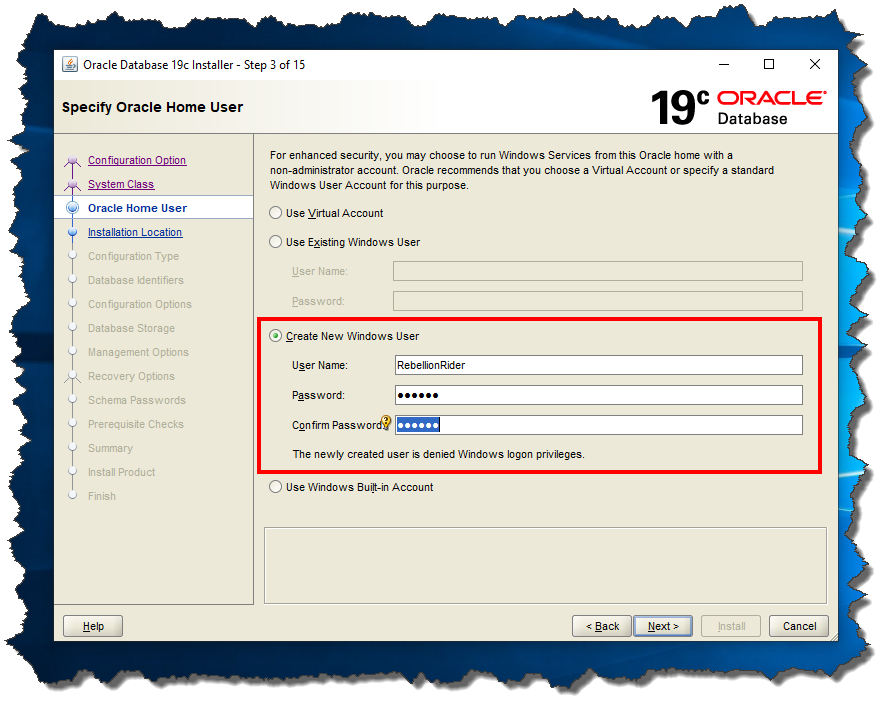 Oracle Database 19c Installer - Step 3 of 15
Specify Oracle Home User
19c ORACLE
Database
Configuration Option
System Class
Oracle Home User
Installation Location
Configuration Type
Database Identifiers
Configuration Options
Database Storage
Management Options
Recovery Options
Schema Passwords
Prerequisite Checks
Summary
Install Product
Finish
For enhanced security, you may choose to run Windows Services from this Oracle home with a
non-administrator account. Oracle recommends that you choose a Virtual Account or specify a standard
Windows User Account for this purpose.
Use Virtual Account
Use Existing Windows User
User Name:
Password:
Create New Windows User
User Name: RebellionRider
Password: ●●●●●●
Confirm Password: ●●●●●●
The newly created user is denied Windows logon privileges.
Use Windows Built-in Account
Help < Back Next > Install Cancel